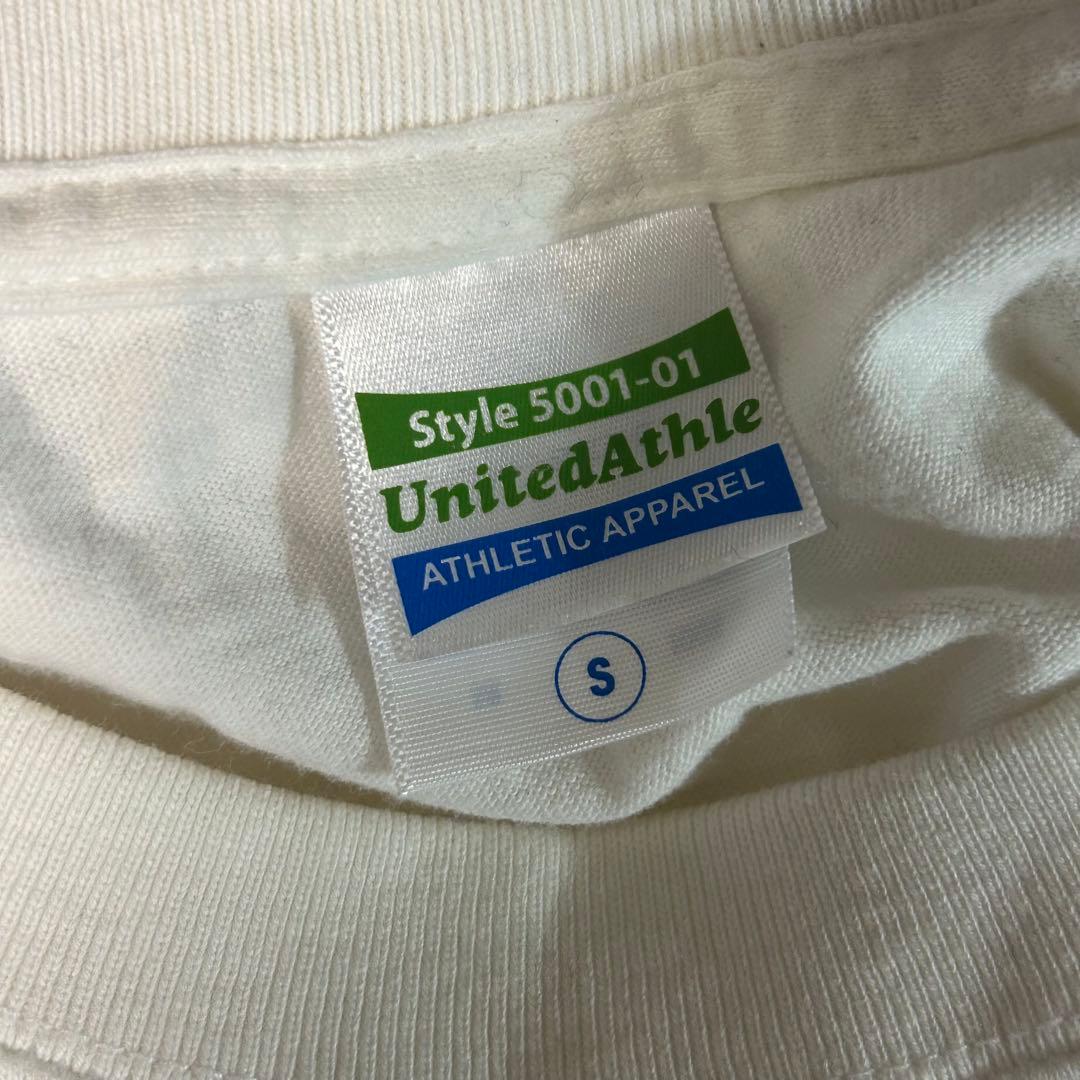 Style 5001-01
UnitedAthle
ATHLETIC APPAREL
S